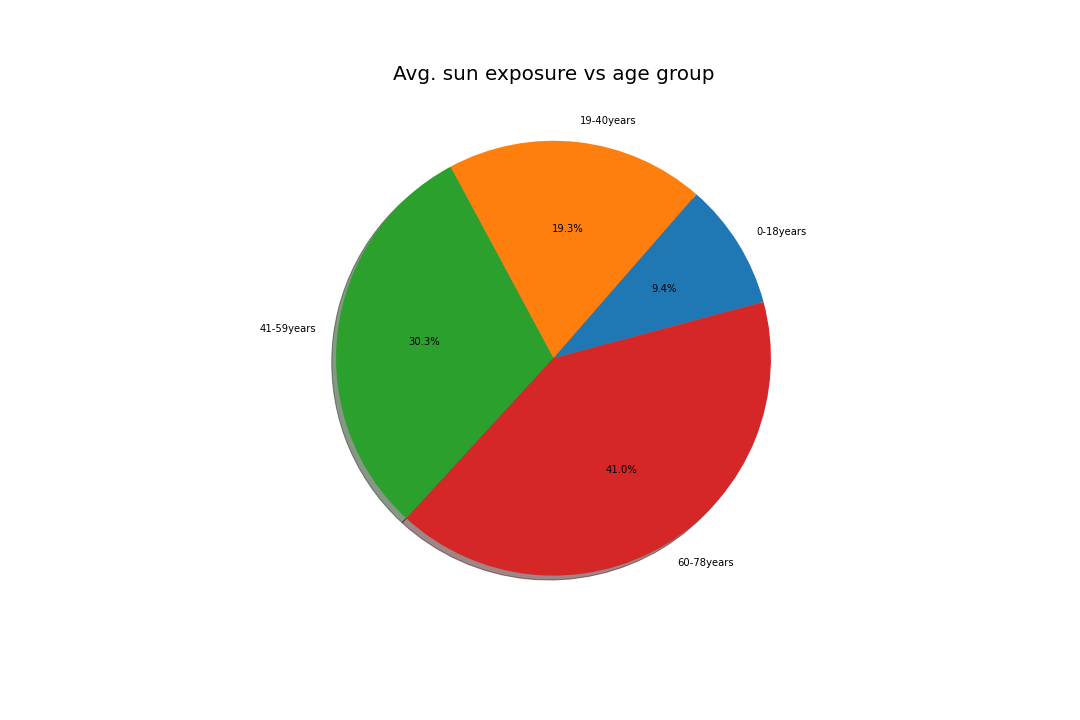 Avg. sun exposure vs age group
19-40years
19.3%
0-18years
9.4%
41-59years
30.3%
41.0%
60-78years